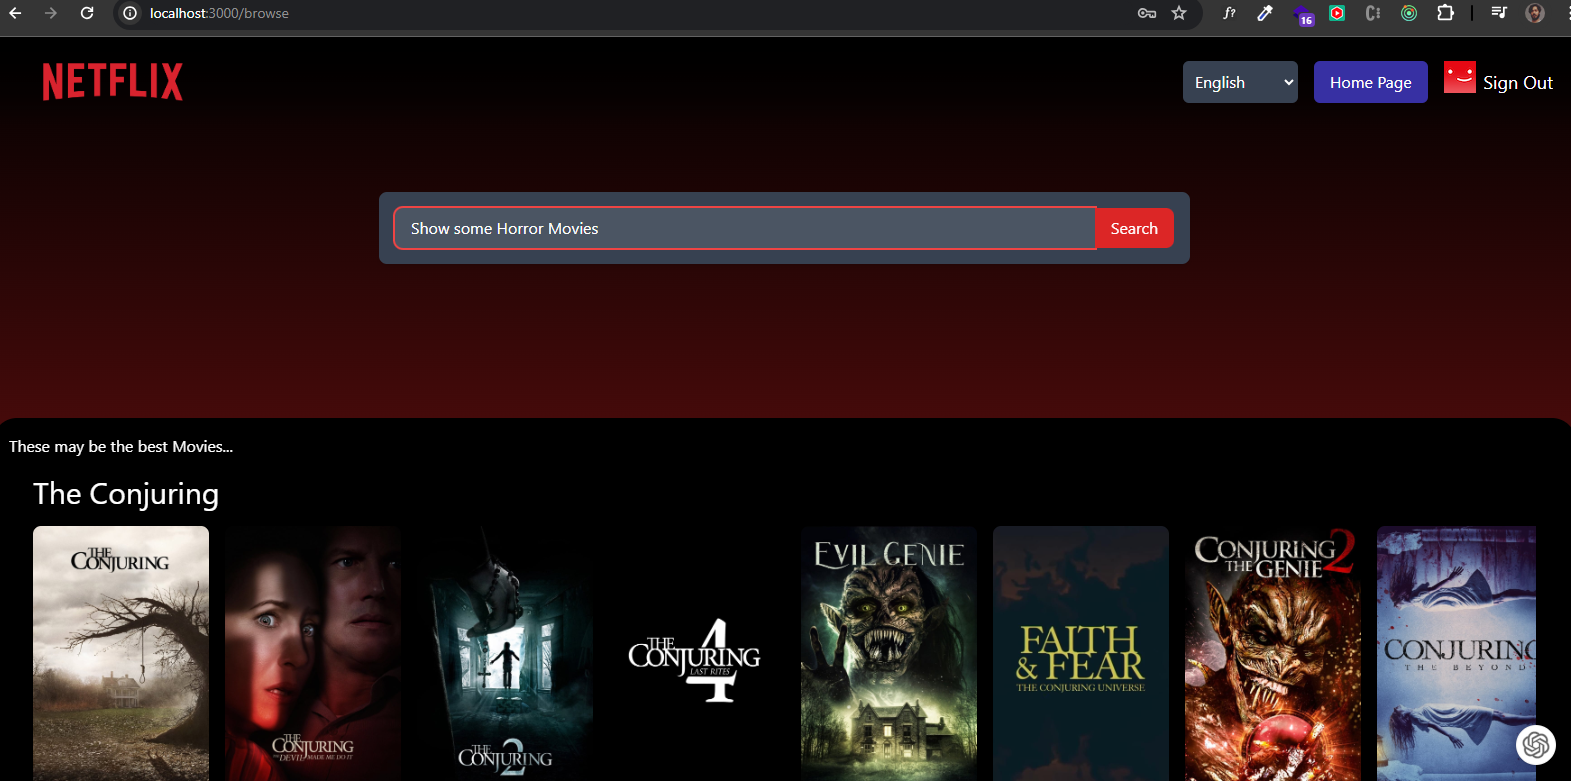 localhost:3000/browse
16
NETFLIX
English
Home Page
Sign Out
Show some Horror Movies
Search
These may be the best Movies...
The Conjuring
THE
CONJURING
THE
CONJURING
THE DEVIL MADE ME DO IT
THE
CONJURING
2
THE
CONJURING
4
LAST RITES
EVIL GENIE
FAITH
& FEAR
THE CONJURING UNIVERSE
CONJURING 2
THE GENIE
CONJURING
THE BEYOND